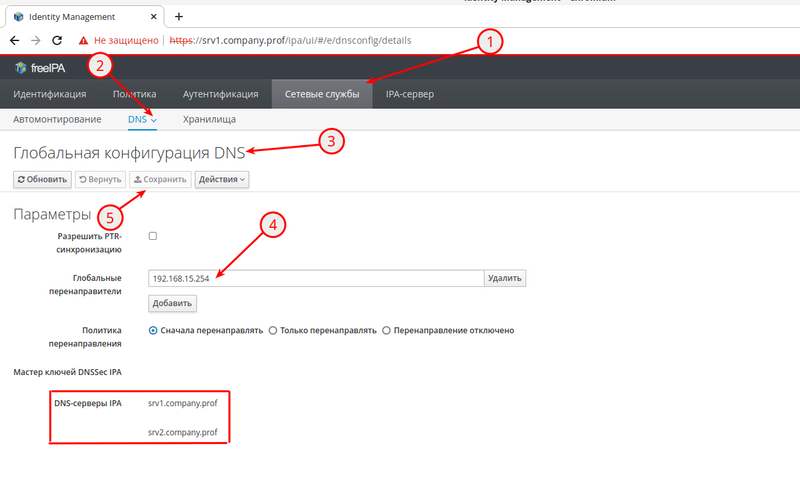 Identity Management - Chromium
Identity Management
Не защищено https://srv1.company.prof/ipa/ui/#/e/dnsconfig/details
1
freeIPA
2
Идентификация Политика Аутентификация Сетевые службы IPA-сервер
Автомонтирование DNS Хранилища
3
Глобальная конфигурация DNS
Обновить Вернуть Сохранить Действия
Параметры
5
4
Разрешить PTR-
синхронизацию
Глобальные
перенаправители
192.168.15.254 Удалить
Добавить
Политика
перенаправления
Сначала перенаправлять Только перенаправлять Перенаправление отключено
Мастер ключей DNSSec IPA
DNS-серверы IPA srv1.company.prof
srv2.company.prof